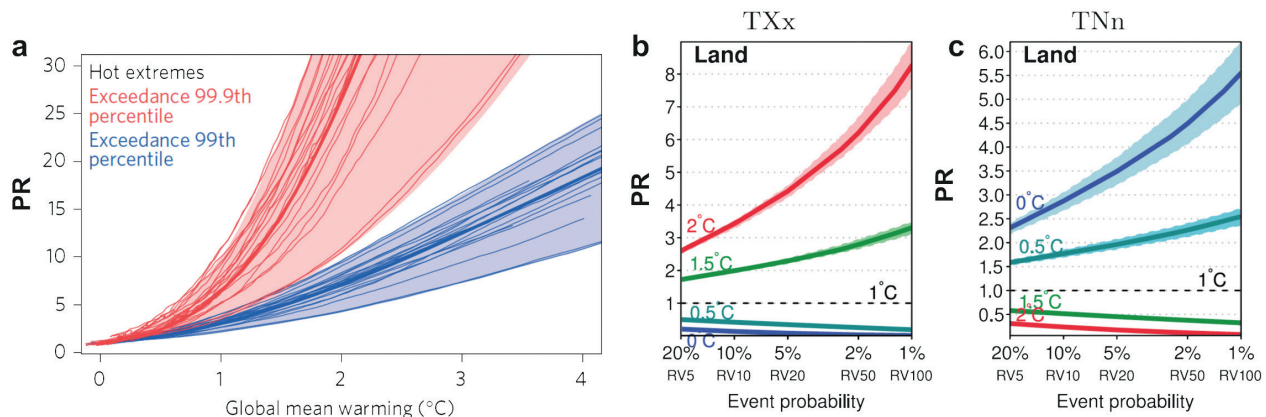 a
PR
30
25
20
15
10
5
0
Hot extremes
Exceedance 99.9th
percentile
Exceedance 99th
percentile
0 1 2 3 4
Global mean warming (°C)
TXx
b
Land
PR
8
7
6
5
4
3
2
1
2°C
1.5°C
1°C
0.5°C
0°C
20% 10% 5% 2% 1%
RV5 RV10 RV20 RV50 RV100
Event probability
TNn
c
Land
PR
6.0
5.5
5.0
4.5
4.0
3.5
3.0
2.5
2.0
1.5
1.0
0.5
0°C
0.5°C
1°C
1.5°C
2°C
20% 10% 5% 2% 1%
RV5 RV10 RV20 RV50 RV100
Event probability